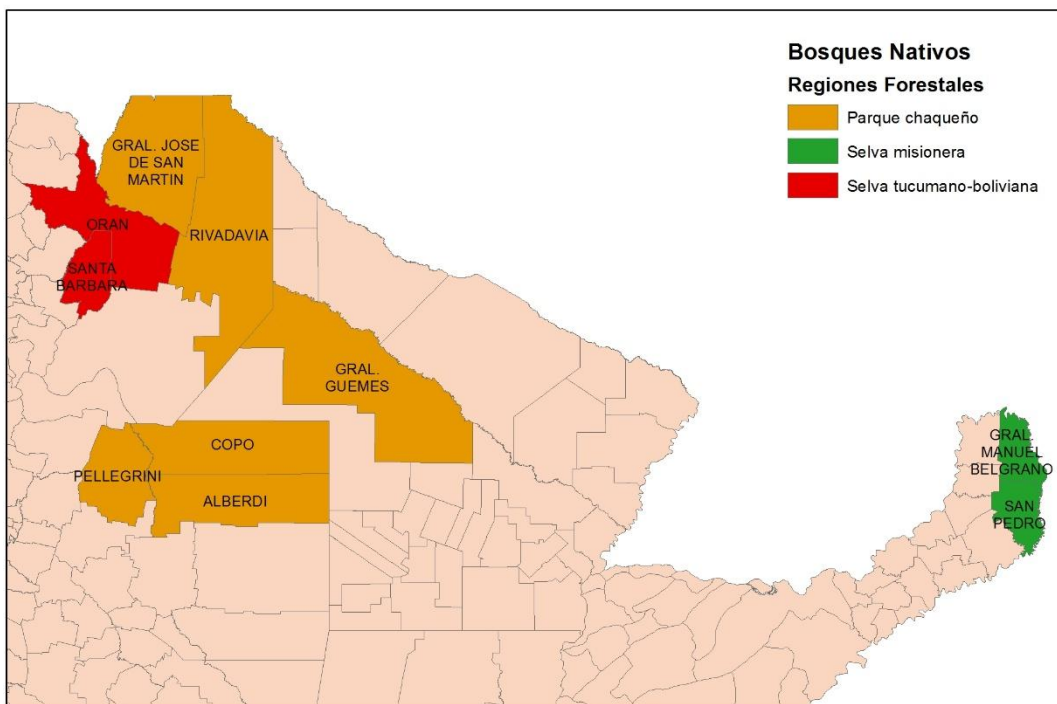 Bosques Nativos
Regiones Forestales
Parque chaqueño
Selva misionera
Selva tucumano-boliviana
GRAL. JOSE
DE SAN
MARTIN
ORAN
RIVADAVIA
SANTA
BARBARA
GRAL.
GUEMES
COPO
PELLEGRINI
ALBERDI
GRAL.
MANUEL
BELGRANO
SAN
PEDRO